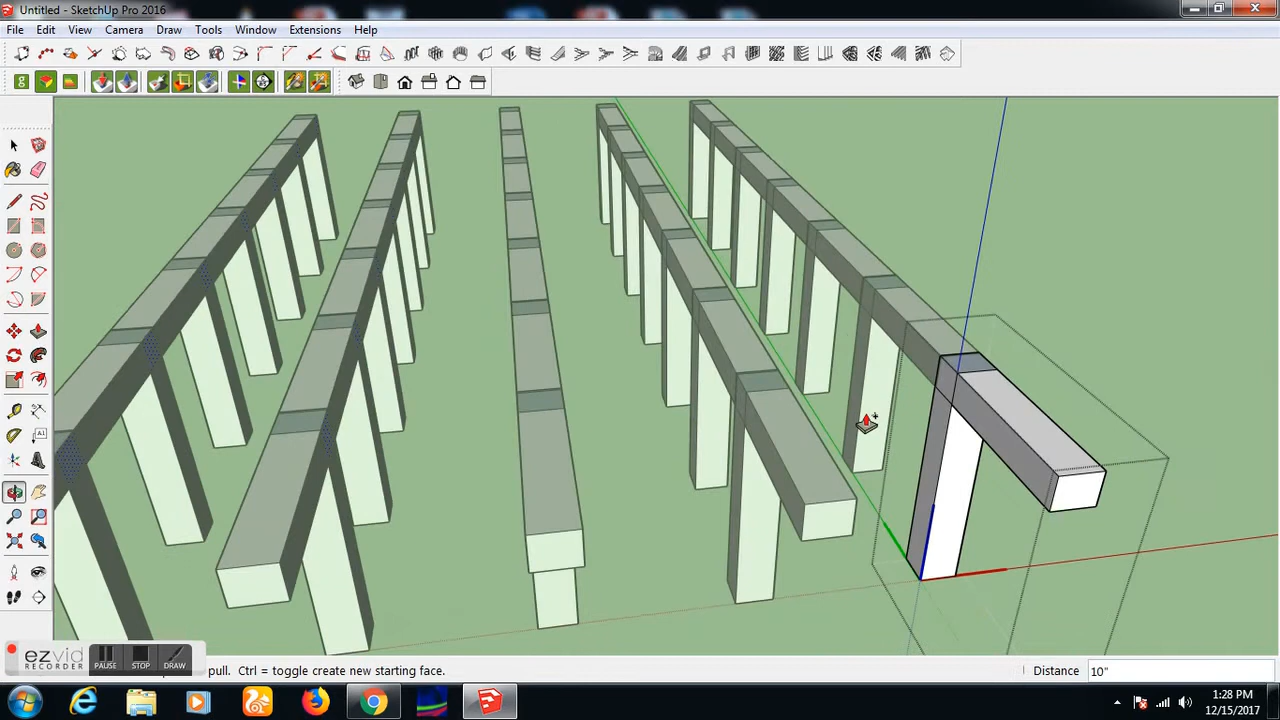 Untitled - SketchUp Pro 2016
File Edit View Camera Draw Tools Window Extensions Help
ezvid
RECORDER
PAUSE STOP DRAW
pull. Ctrl = toggle create new starting face.
Distance 10"
1:28 PM
12/15/2017